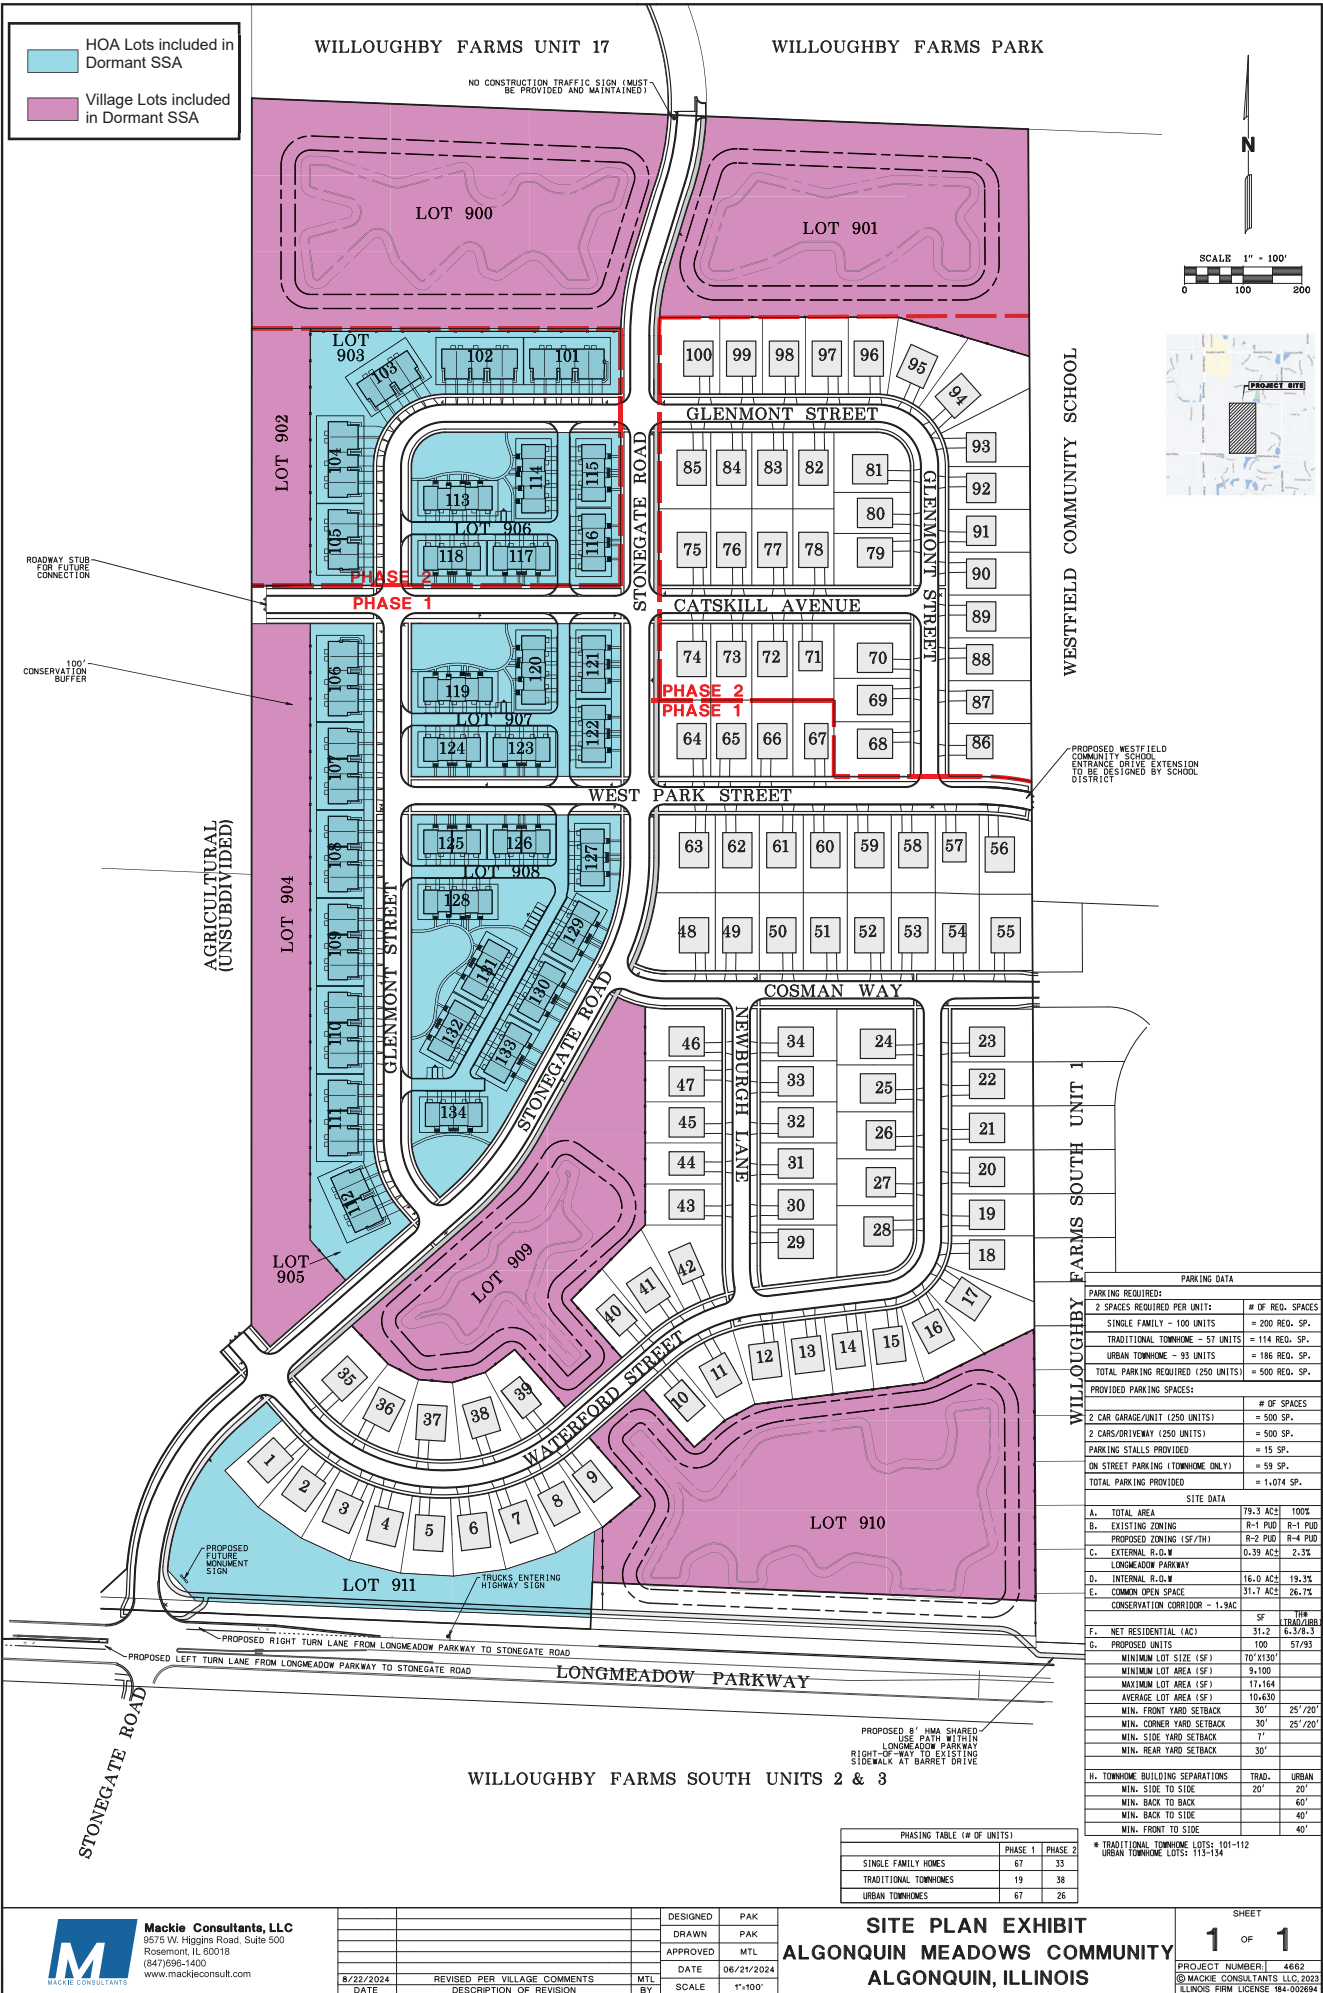 HOA Lots included in
Dormant SSA
Village Lots included
in Dormant SSA
WILLOUGHBY FARMS UNIT 17
WILLOUGHBY FARMS PARK
NO CONSTRUCTION TRAFFIC SIGN (MUST
BE PROVIDED AND MAINTAINED)
N
SCALE 1" = 100'
0 100 200
PROJECT SITE
LOT 900
LOT 901
LOT
903
103
102
101
100 99 98 97 96
95
94
GLENMONT STREET
LOT 902
104
105
114
115
113
LOT 906
118
117
116
STONEGATE ROAD
85 84 83 82
81
80
79
75 76 77 78
GLENMONT STREET
93
92
91
90
89
88
87
86
WESTFIELD COMMUNITY SCHOOL
ROADWAY STUB
FOR FUTURE
CONNECTION
PHASE 2
PHASE 1
CATSKILL AVENUE
100'
CONSERVATION
BUFFER
106
120
121
119
LOT 907
124
123
122
107
74 73 72 71
70
69
68
PHASE 2
PHASE 1
64 65 66 67
PROPOSED WESTFIELD
COMMUNITY SCHOOL
ENTRANCE DRIVE EXTENSION
TO BE DESIGNED BY SCHOOL
DISTRICT
WEST PARK STREET
AGRICULTURAL
(UNSUBDIVIDED)
LOT 904
108
125
126
127
LOT 908
128
109
GLENMONT STREET
129
131
130
132
133
110
111
134
112
STONEGATE ROAD
63 62 61 60 59 58 57 56
48 49 50 51 52 53 54 55
COSMAN WAY
NEWBURGH LANE
46
47
45
44
43
34
33
32
31
30
29
24
25
26
27
28
23
22
21
20
19
18
17
WILLOUGHBY FARMS SOUTH UNIT 1
LOT
905
LOT 909
42
41
40
16
15
14
13
12
11
10
WATERFORD STREET
35
36
37
38
39
1
2
3
4
5
6
7
8
9
LOT 910
LOT 911
PROPOSED
FUTURE
MONUMENT
SIGN
TRUCKS ENTERING
HIGHWAY SIGN
PROPOSED RIGHT TURN LANE FROM LONGMEADOW PARKWAY TO STONEGATE ROAD
PROPOSED LEFT TURN LANE FROM LONGMEADOW PARKWAY TO STONEGATE ROAD
LONGMEADOW PARKWAY
STONEGATE ROAD
PROPOSED 8' HMA SHARED
USE PATH WITHIN
LONGMEADOW PARKWAY
RIGHT-OF-WAY TO EXISTING
SIDEWALK AT BARRET DRIVE
WILLOUGHBY FARMS SOUTH UNITS 2 & 3
PARKING DATA
PARKING REQUIRED:
2 SPACES REQUIRED PER UNIT: # OF REQ. SPACES
SINGLE FAMILY - 100 UNITS = 200 REQ. SP.
TRADITIONAL TOWNHOME - 57 UNITS = 114 REQ. SP.
URBAN TOWNHOME - 93 UNITS = 186 REQ. SP.
TOTAL PARKING REQUIRED (250 UNITS) = 500 REQ. SP.
PROVIDED PARKING SPACES:
# OF SPACES
2 CAR GARAGE/UNIT (250 UNITS) = 500 SP.
2 CARS/DRIVEWAY (250 UNITS) = 500 SP.
PARKING STALLS PROVIDED = 15 SP.
ON STREET PARKING (TOWNHOME ONLY) = 59 SP.
TOTAL PARKING PROVIDED = 1,074 SP.
SITE DATA
A. TOTAL AREA 79.3 AC± 100%
B. EXISTING ZONING R-1 PUD R-1 PUD
PROPOSED ZONING (SF/TH) R-2 PUD R-4 PUD
C. EXTERNAL R.O.W 0.39 AC± 2.3%
LONGMEADOW PARKWAY
D. INTERNAL R.O.W 16.0 AC± 19.3%
E. COMMON OPEN SPACE 31.7 AC± 26.7%
CONSERVATION CORRIDOR - 1.9AC
SF TH* (TRAD/URB)
F. NET RESIDENTIAL (AC) 31.2 6.3/8.3
G. PROPOSED UNITS 100 57/93
MINIMUM LOT SIZE (SF) 70'X130'
MINIMUM LOT AREA (SF) 9,100
MAXIMUM LOT AREA (SF) 17,164
AVERAGE LOT AREA (SF) 10,630
MIN. FRONT YARD SETBACK 30' 25'/20'
MIN. CORNER YARD SETBACK 30' 25'/20'
MIN. SIDE YARD SETBACK 7'
MIN. REAR YARD SETBACK 30'
H. TOWNHOME BUILDING SEPARATIONS TRAD. URBAN
MIN. SIDE TO SIDE 20' 20'
MIN. BACK TO BACK 60'
MIN. BACK TO SIDE 40'
MIN. FRONT TO SIDE 40'
* TRADITIONAL TOWNHOME LOTS: 101-112
URBAN TOWNHOME LOTS: 113-134
PHASING TABLE (# OF UNITS)
PHASE 1 PHASE 2
SINGLE FAMILY HOMES 67 33
TRADITIONAL TOWNHOMES 19 38
URBAN TOWNHOMES 67 26
M
MACKIE CONSULTANTS
Mackie Consultants, LLC
9575 W. Higgins Road, Suite 500
Rosemont, IL 60018
(847)696-1400
www.mackieconsult.com
8/22/2024 REVISED PER VILLAGE COMMENTS MTL
DATE DESCRIPTION OF REVISION BY
DESIGNED PAK
DRAWN PAK
APPROVED MTL
DATE 06/21/2024
SCALE 1"=100'
SITE PLAN EXHIBIT
ALGONQUIN MEADOWS COMMUNITY
ALGONQUIN, ILLINOIS
SHEET
1 OF 1
PROJECT NUMBER: 4662
© MACKIE CONSULTANTS LLC, 2023
ILLINOIS FIRM LICENSE 184-002694